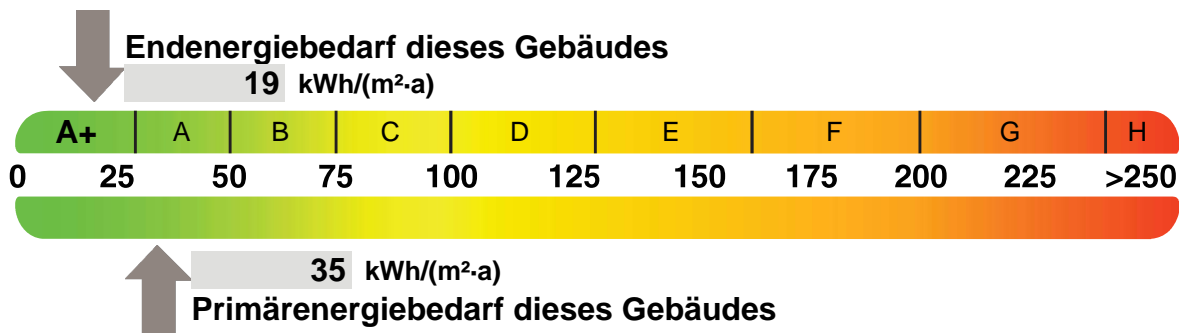 Endenergiebedarf dieses Gebäudes
19 kWh/(m²·a)
A+ A B C D E F G H
0 25 50 75 100 125 150 175 200 225 >250
35 kWh/(m²·a)
Primärenergiebedarf dieses Gebäudes